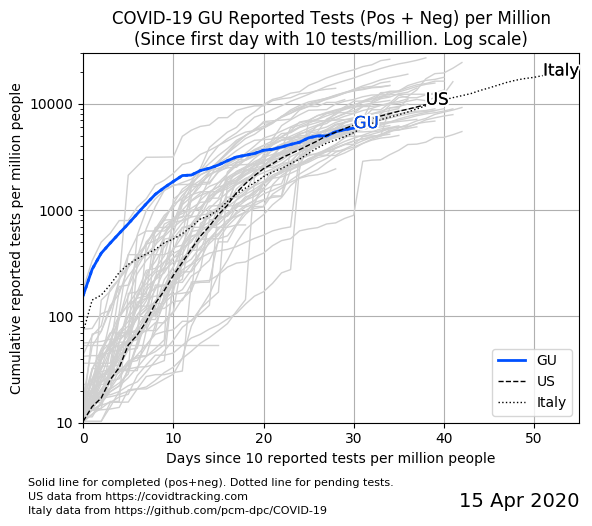 COVID-19 GU Reported Tests (Pos + Neg) per Million
(Since first day with 10 tests/million. Log scale)
Cumulative reported tests per million people
10000
1000
100
10
Italy
US
GU
GU
US
Italy
0
10
20
30
40
50
Days since 10 reported tests per million people
Solid line for completed (pos+neg). Dotted line for pending tests.
US data from https://covidtracking.com
Italy data from https://github.com/pcm-dpc/COVID-19
15 Apr 2020